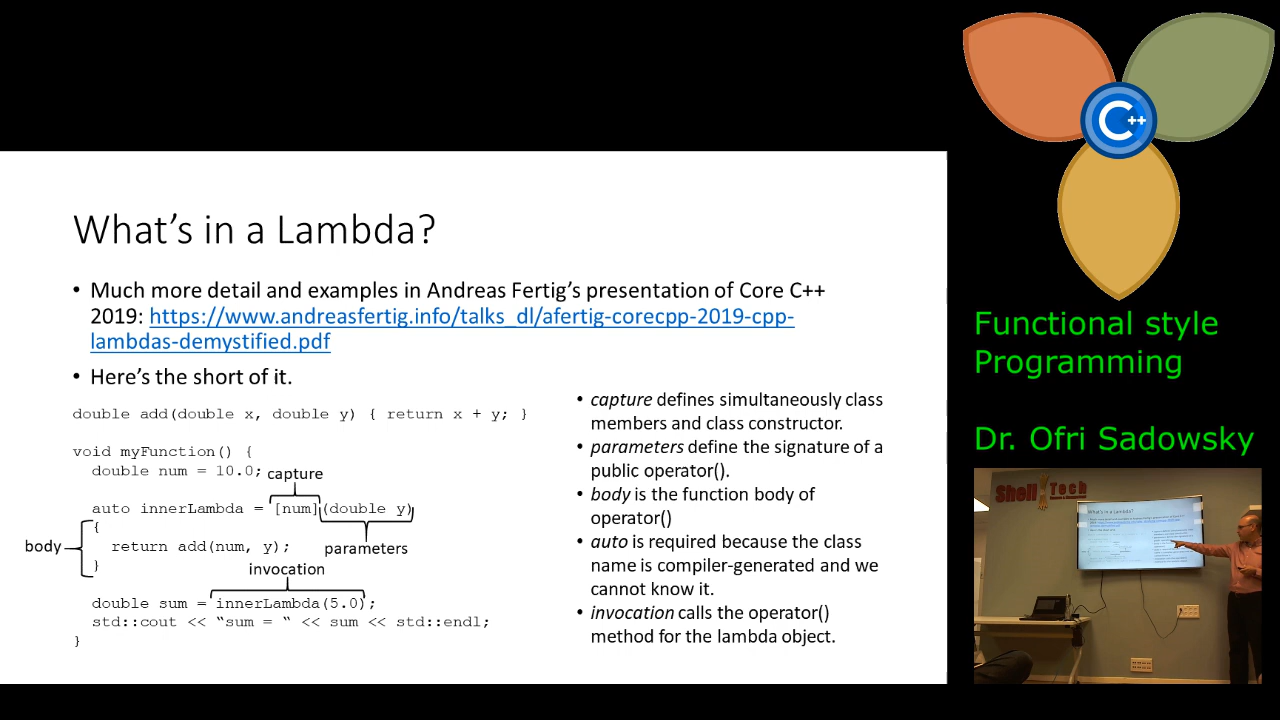 What's in a Lambda?
• Much more detail and examples in Andreas Fertig's presentation of Core C++
2019: https://www.andreasfertig.info/talks_dl/afertig-corecpp-2019-cpp-
lambdas-demystified.pdf
• Here's the short of it.
double add(double x, double y) { return x + y; }
void myFunction() {
double num = 10.0;
capture
auto innerLambda = [num](double y)
{
body
return add(num, y);
parameters
}
invocation
double sum = innerLambda(5.0);
std::cout << “sum = “ << sum << std::endl;
}
• capture defines simultaneously class
members and class constructor.
• parameters define the signature of a
public operator().
• body is the function body of
operator()
• auto is required because the class
name is compiler-generated and we
cannot know it.
• invocation calls the operator()
method for the lambda object.
C++
Functional style
Programming
Dr. Ofri Sadowsky
Shell Tech
What's in a Lambda?